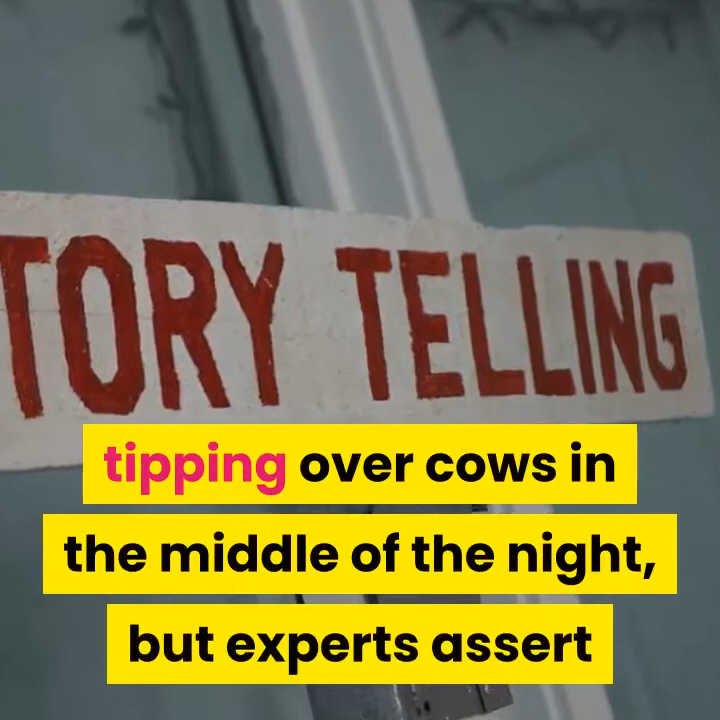 TORY TELLING
tipping over cows in
the middle of the night,
but experts assert